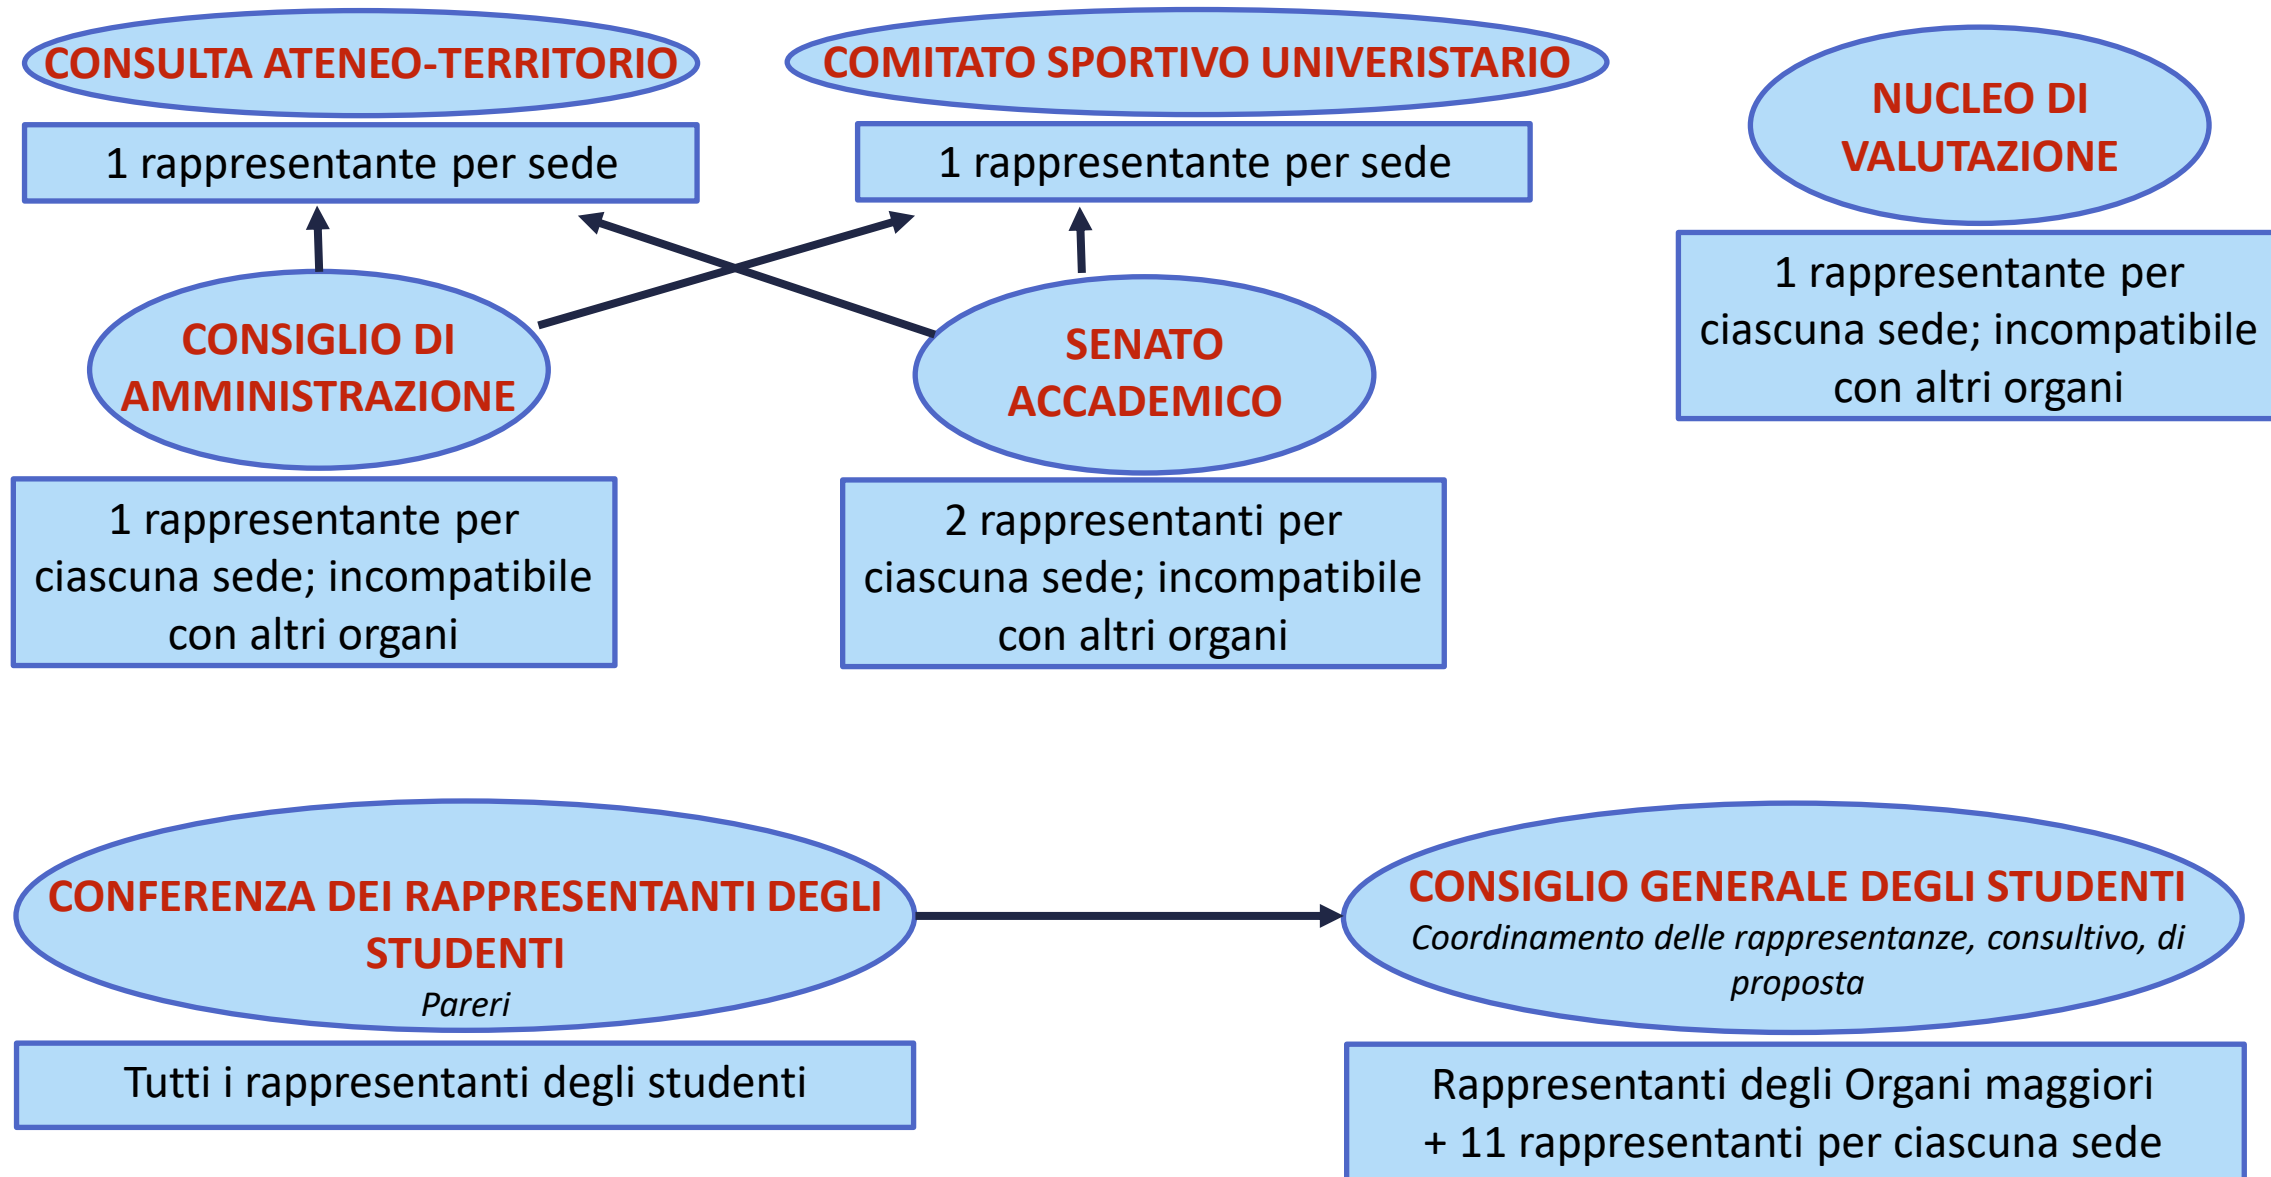 CONSULTA ATENEO-TERRITORIO
1 rappresentante per sede
COMITATO SPORTIVO UNIVERISTARIO
1 rappresentante per sede
NUCLEO DI
VALUTAZIONE
1 rappresentante per
ciascuna sede; incompatibile
con altri organi
CONSIGLIO DI
AMMINISTRAZIONE
1 rappresentante per
ciascuna sede; incompatibile
con altri organi
SENATO
ACCADEMICO
2 rappresentanti per
ciascuna sede; incompatibile
con altri organi
CONFERENZA DEI RAPPRESENTANTI DEGLI
STUDENTI
Pareri
Tutti i rappresentanti degli studenti
CONSIGLIO GENERALE DEGLI STUDENTI
Coordinamento delle rappresentanze, consultivo, di
proposta
Rappresentanti degli Organi maggiori
+ 11 rappresentanti per ciascuna sede